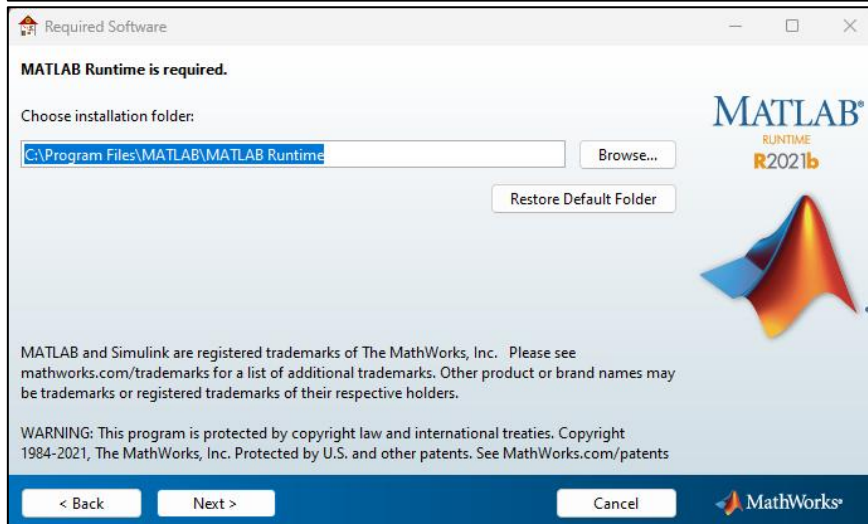 Required Software
MATLAB Runtime is required.
Choose installation folder:
C:\Program Files\MATLAB\MATLAB Runtime
Browse...
Restore Default Folder
MATLAB®
RUNTIME
R2021b
MATLAB and Simulink are registered trademarks of The MathWorks, Inc. Please see
mathworks.com/trademarks for a list of additional trademarks. Other product or brand names may
be trademarks or registered trademarks of their respective holders.
WARNING: This program is protected by copyright law and international treaties. Copyright
1984-2021, The MathWorks, Inc. Protected by U.S. and other patents. See MathWorks.com/patents
< Back
Next >
Cancel
MathWorks®